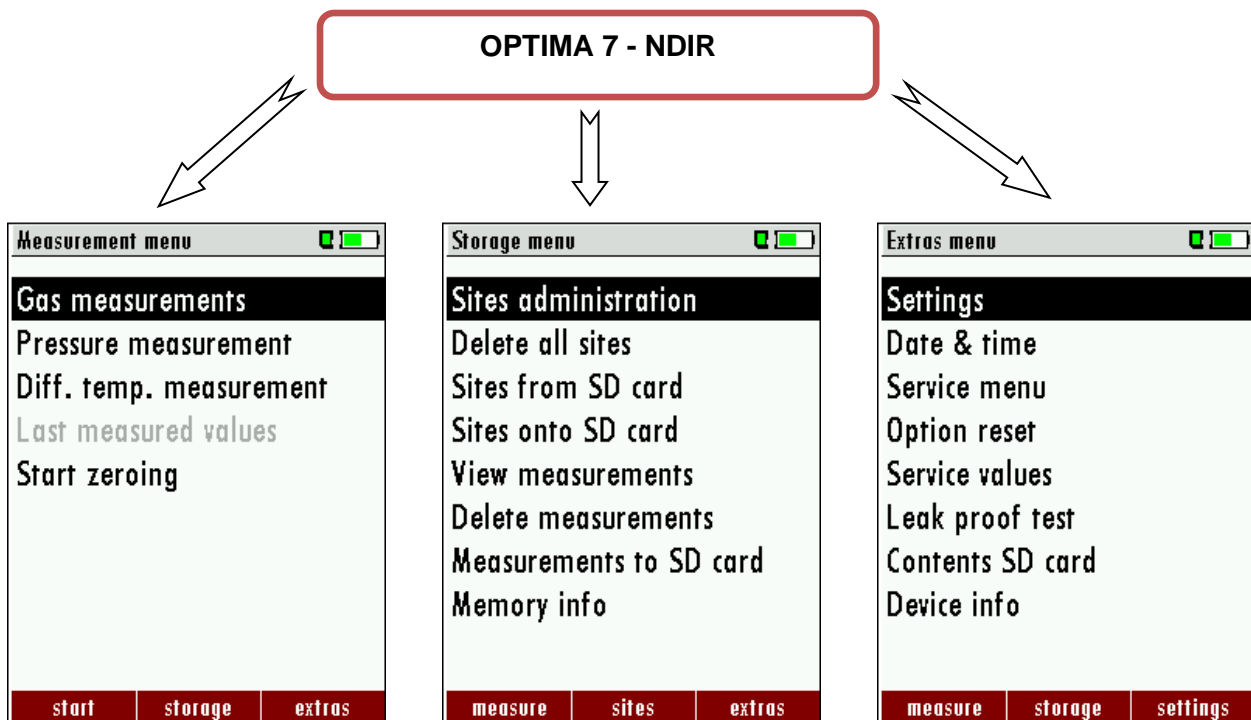 OPTIMA 7 - NDIR
Measurement menu
Gas measurements
Pressure measurement
Diff. temp. measurement
Last measured values
Start zeroing
start storage extras
Storage menu
Sites administration
Delete all sites
Sites from SD card
Sites onto SD card
View measurements
Delete measurements
Measurements to SD card
Memory info
measure sites extras
Extras menu
Settings
Date & time
Service menu
Option reset
Service values
Leak proof test
Contents SD card
Device info
measure storage settings